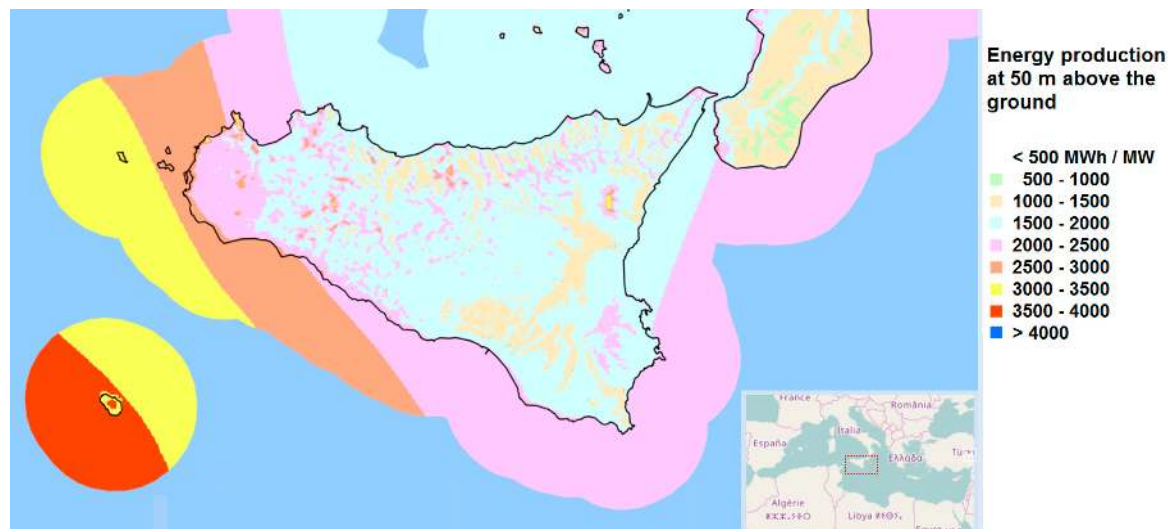 Energy production
at 50 m above the
ground
< 500 MWh / MW
500 - 1000
1000 - 1500
1500 - 2000
2000 - 2500
2500 - 3000
3000 - 3500
3500 - 4000
> 4000
France
România
Italia
España
Ελλάδα
Algérie
Libya